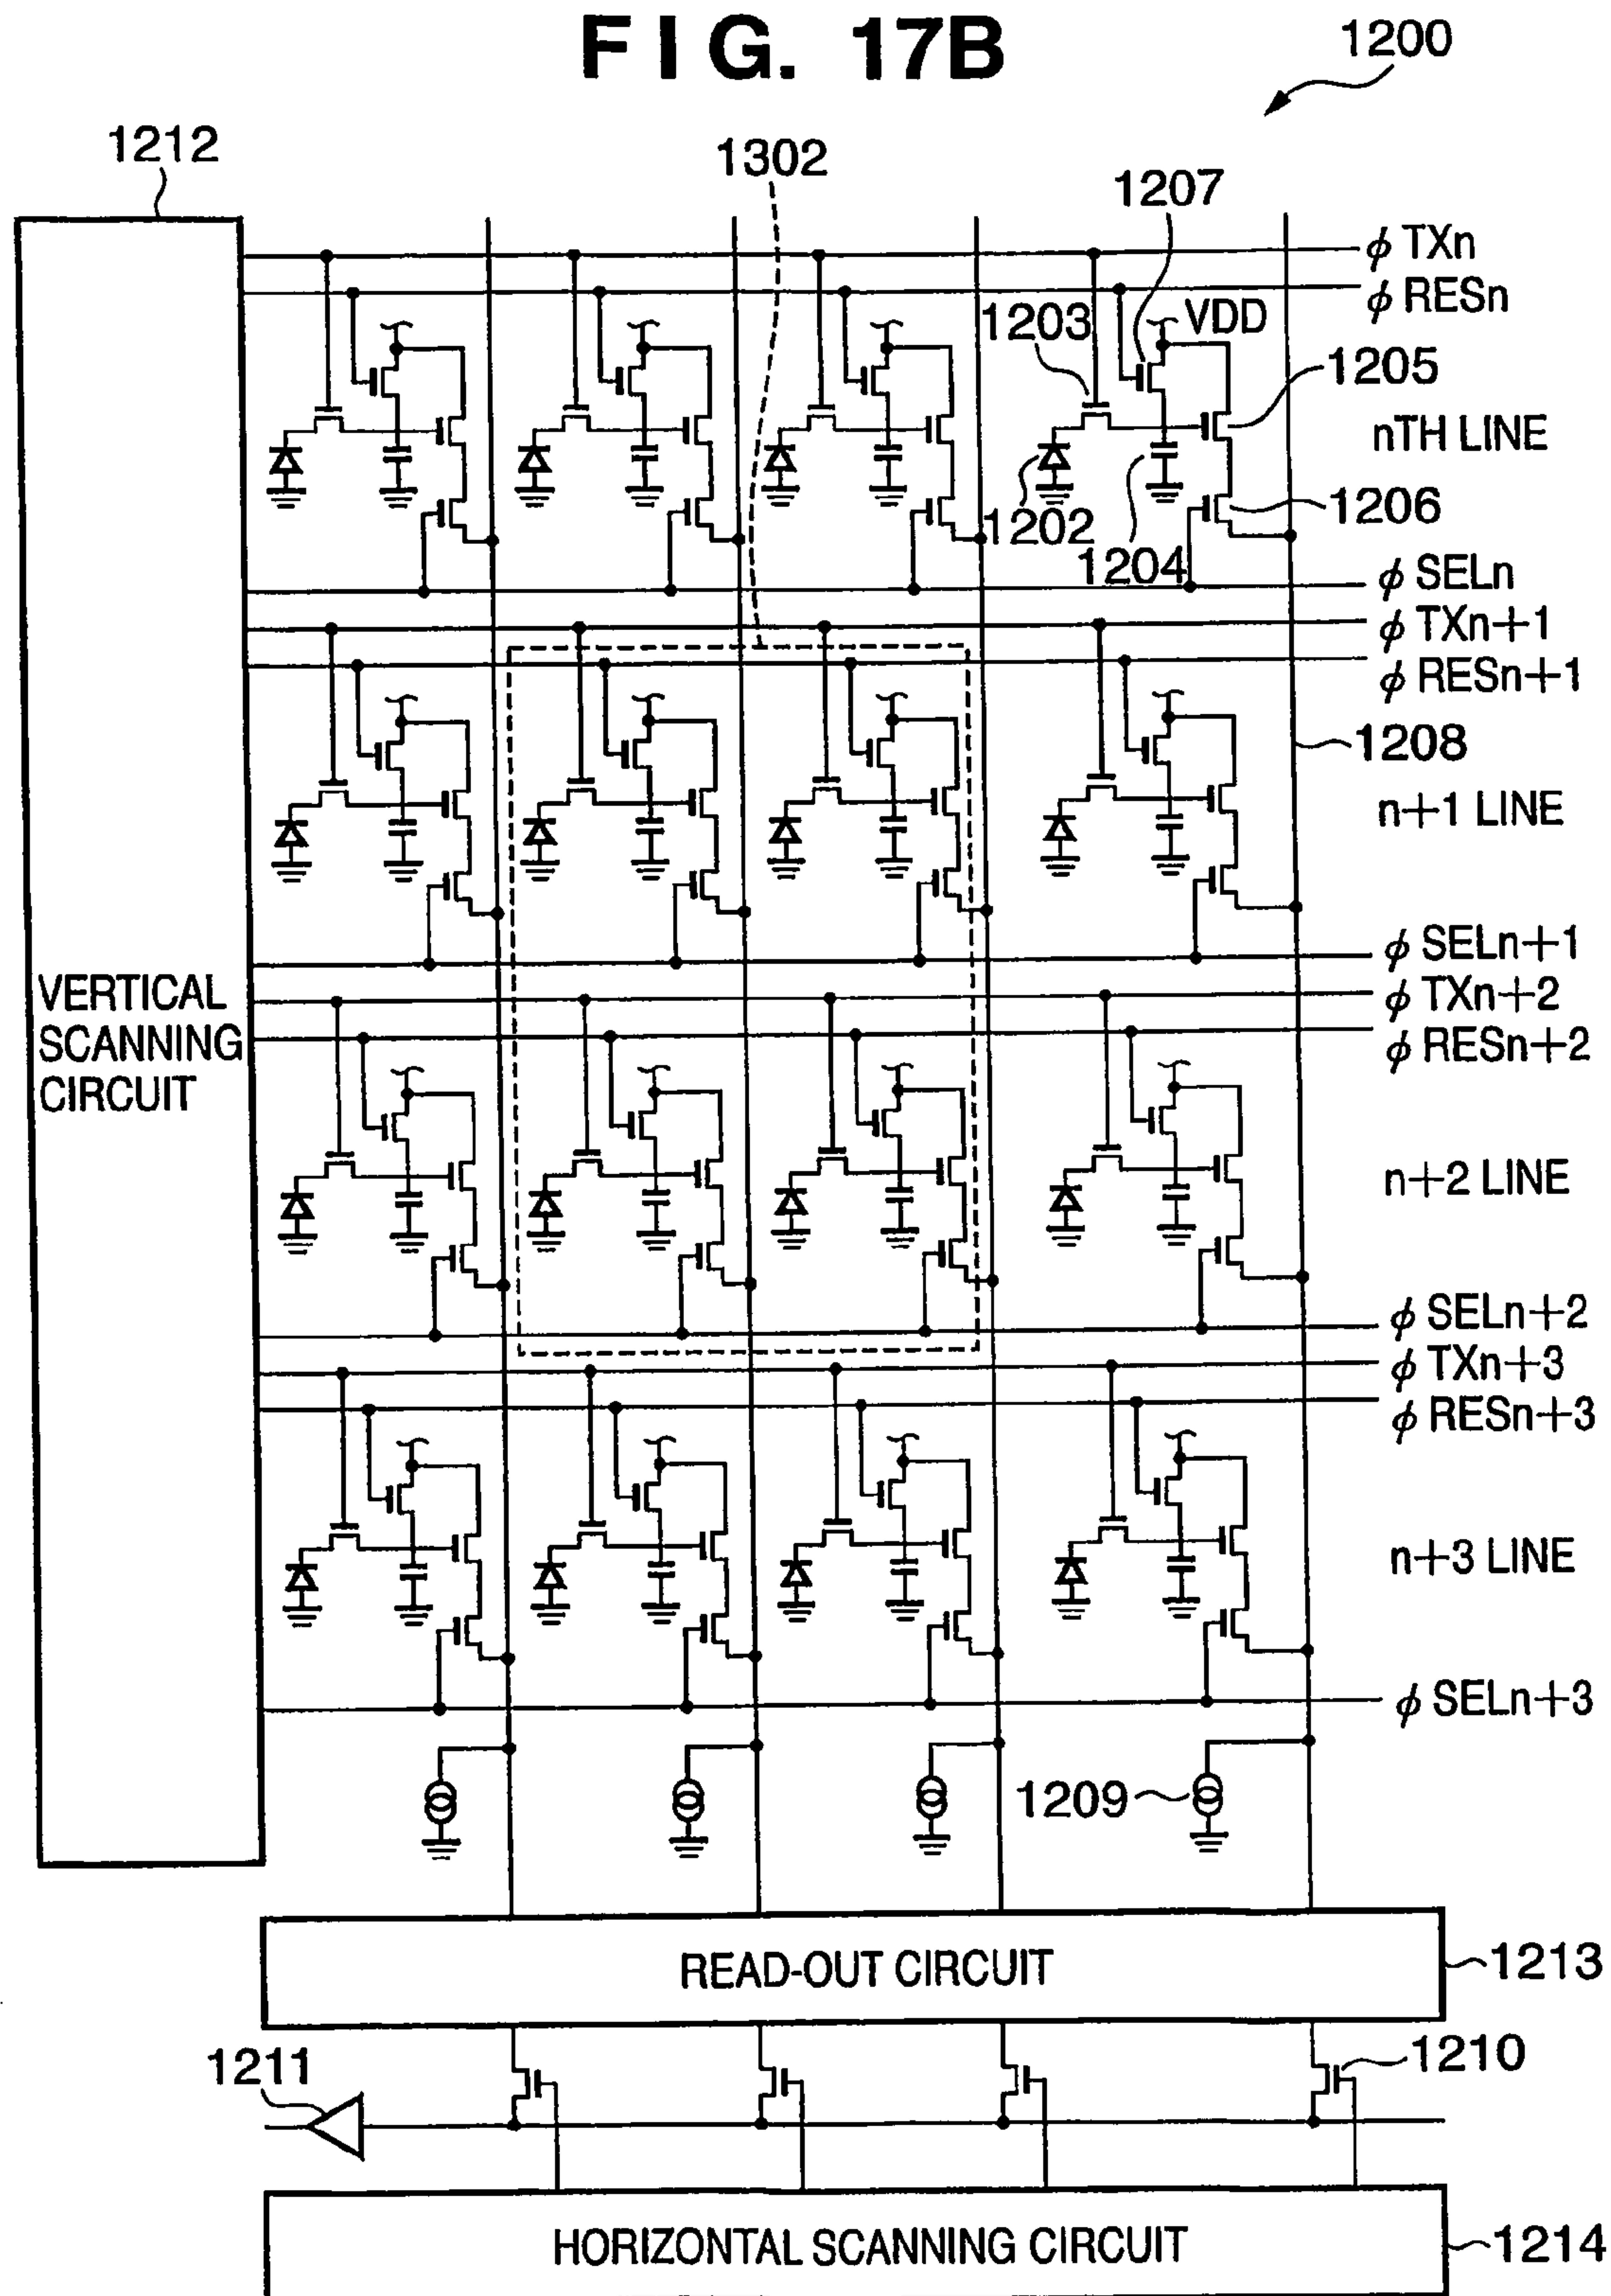 FIG. 17B
1200
1212
1302
1207
φ TXn
φ RESn
1203
VDD
1205
nTH LINE
1202
1204
1206
φ SELn
φ TXn+1
φ RESn+1
1208
n+1 LINE
φ SELn+1
φ TXn+2
φ RESn+2
VERTICAL
SCANNING
CIRCUIT
n+2 LINE
φ SELn+2
φ TXn+3
φ RESn+3
n+3 LINE
φ SELn+3
1209
READ-OUT CIRCUIT
1213
1211
1210
HORIZONTAL SCANNING CIRCUIT
1214